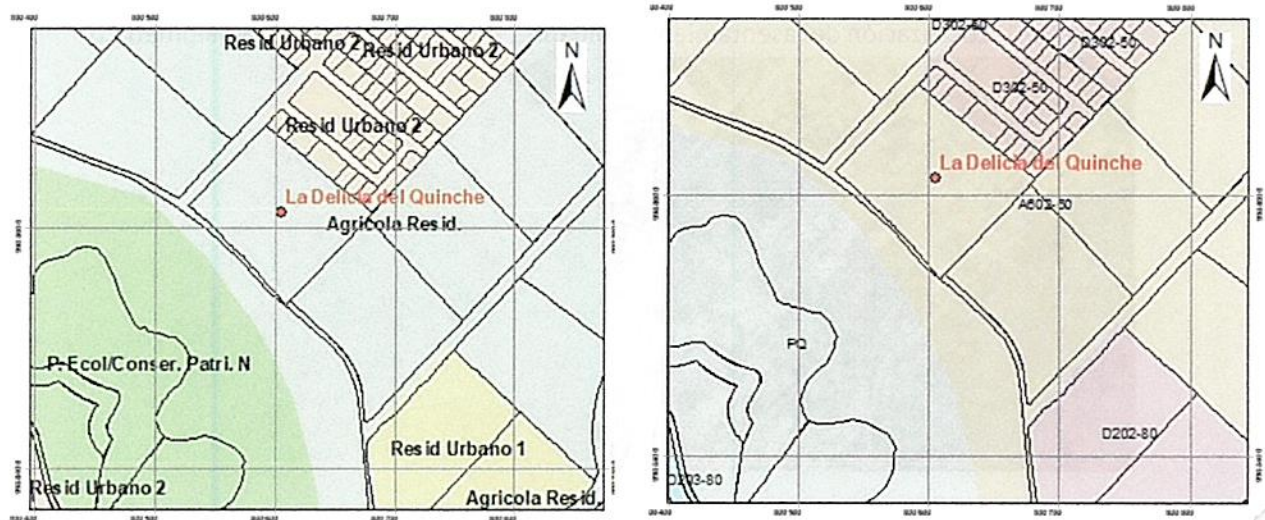 Resid Urbano 2
Resid Urbano 2
N
Resid Urbano 2
La Delicia del Quinche
Agricola Resid.
P. Ecol/Conser. Patri. N
Resid Urbano 1
Resid Urbano 2
Agricola Resid.
D302-50
D302-50
N
D302-50
La Delicia del Quinche
A602-50
PQ
D202-80
D203-80